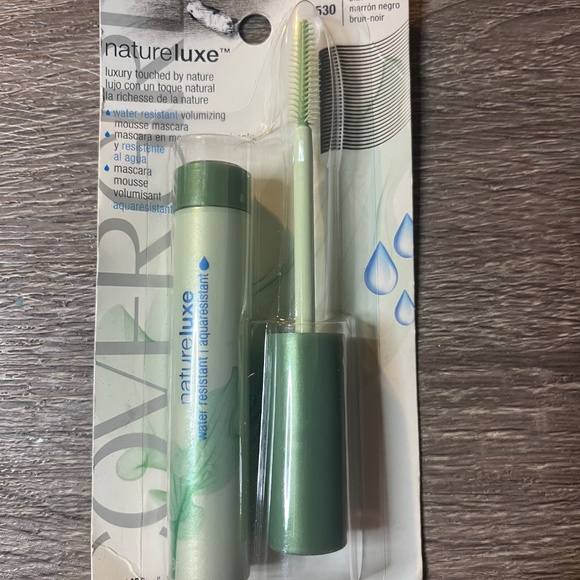 530
marrón negro
brun-noir
natureluxe™
luxury touched by nature
lujo con un toque natural
la richesse de la nature
water resistant volumizing
mousse mascara
mascara en
y resistente
al agua
mascara
mousse
volumisant
aquarésistant
COVERGIRL
natureluxe
water resistant | aquarésistant